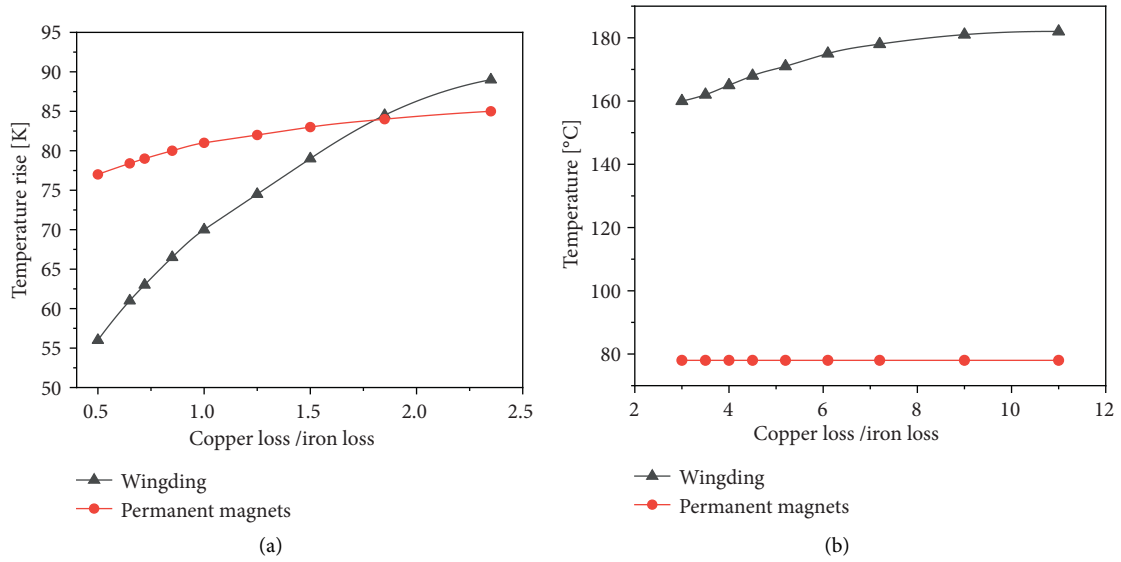 95
90
85
80
75
70
65
60
55
50
Temperature rise [K]
0.5
1.0
1.5
2.0
2.5
Copper loss /iron loss
Wingding
Permanent magnets
(a)
180
160
140
120
100
80
Temperature [°C]
2
4
6
8
10
12
Copper loss /iron loss
Wingding
Permanent magnets
(b)